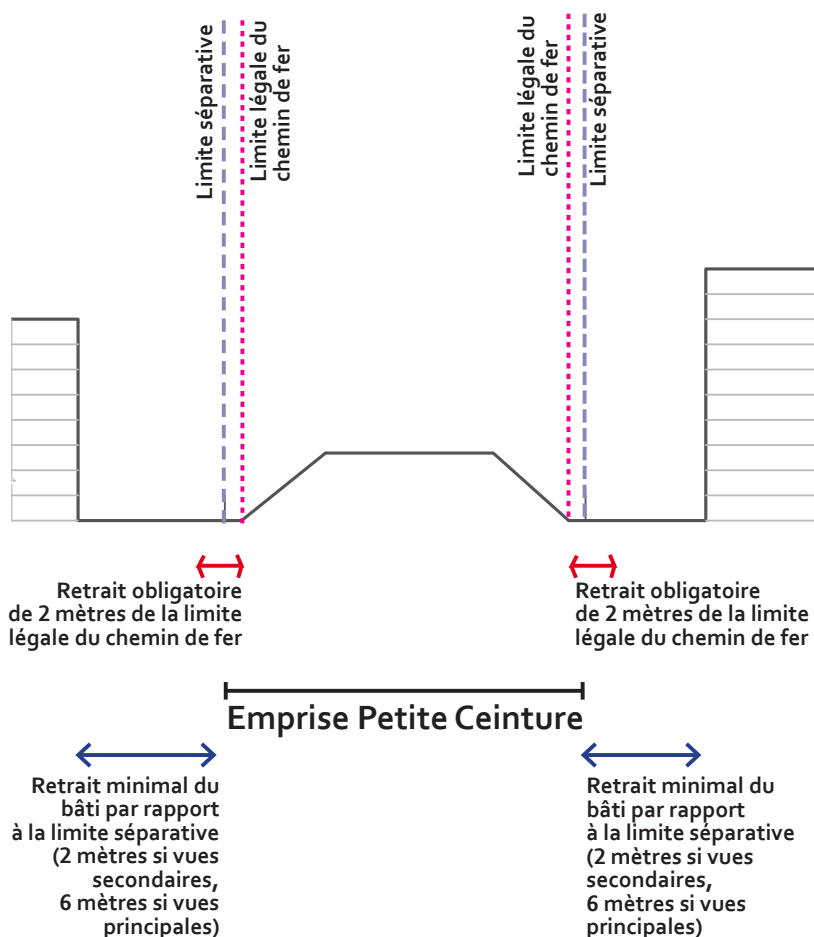 Limite séparative
Limite légale du
chemin de fer
Limite légale du
chemin de fer
Limite séparative
Retrait obligatoire
de 2 mètres de la limite
légale du chemin de fer
Retrait obligatoire
de 2 mètres de la limite
légale du chemin de fer
Emprise Petite Ceinture
Retrait minimal du
bâti par rapport
à la limite séparative
(2 mètres si vues
secondaires,
6 mètres si vues
principales)
Retrait minimal du
bâti par rapport
à la limite séparative
(2 mètres si vues
secondaires,
6 mètres si vues
principales)